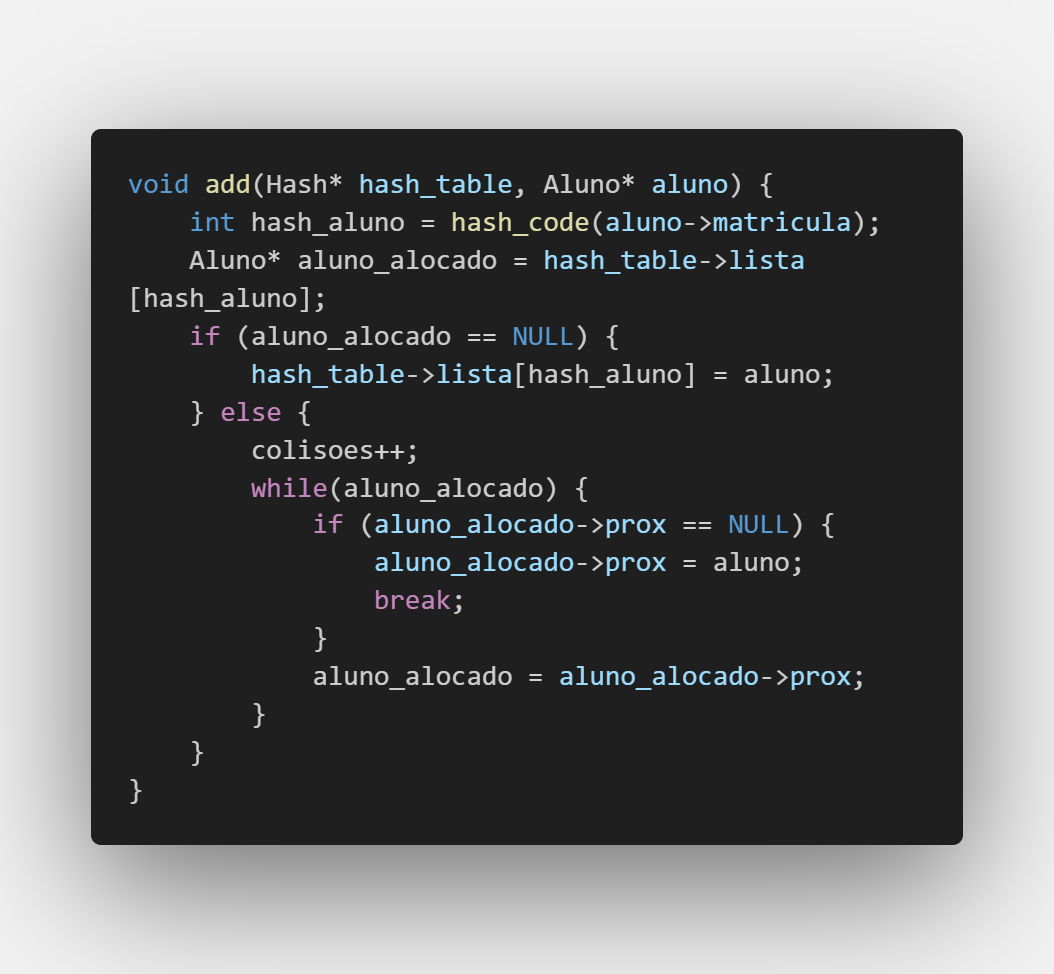 void add(Hash* hash_table, Aluno* aluno) {
    int hash_aluno = hash_code(aluno->matricula);
    Aluno* aluno_alocado = hash_table->lista
[hash_aluno];
    if (aluno_alocado == NULL) {
        hash_table->lista[hash_aluno] = aluno;
    } else {
        colisoes++;
        while(aluno_alocado) {
            if (aluno_alocado->prox == NULL) {
                aluno_alocado->prox = aluno;
                break;
            }
            aluno_alocado = aluno_alocado->prox;
        }
    }
}